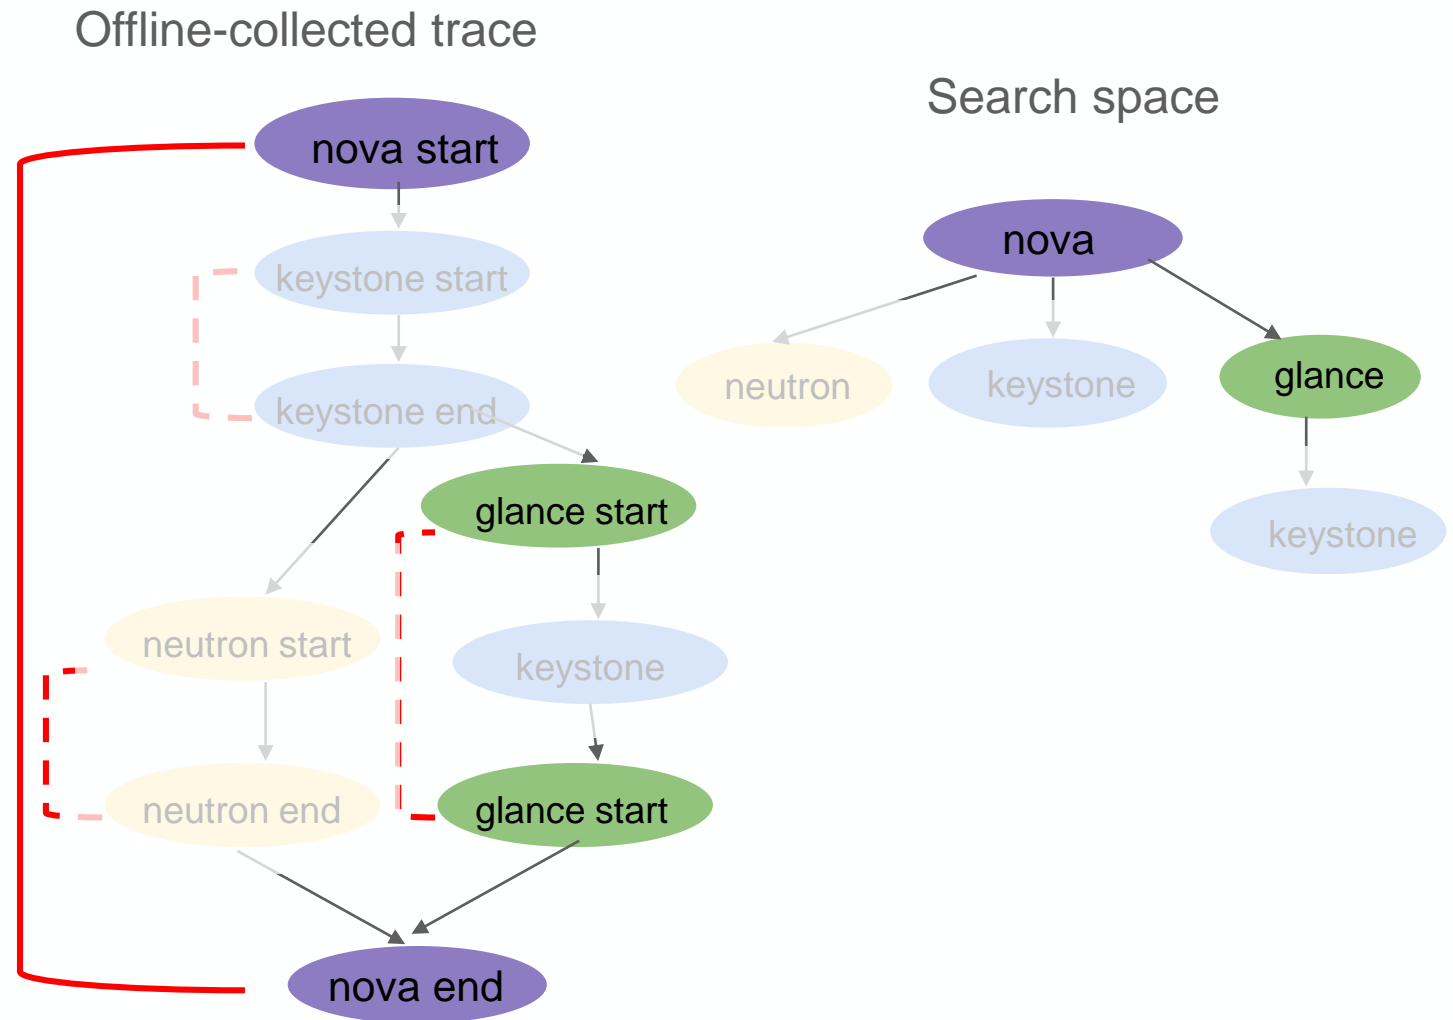 Offline-collected trace
nova start
keystone start
keystone end
glance start
neutron start
keystone
neutron end
glance start
nova end
Search space
nova
neutron
keystone
glance
keystone